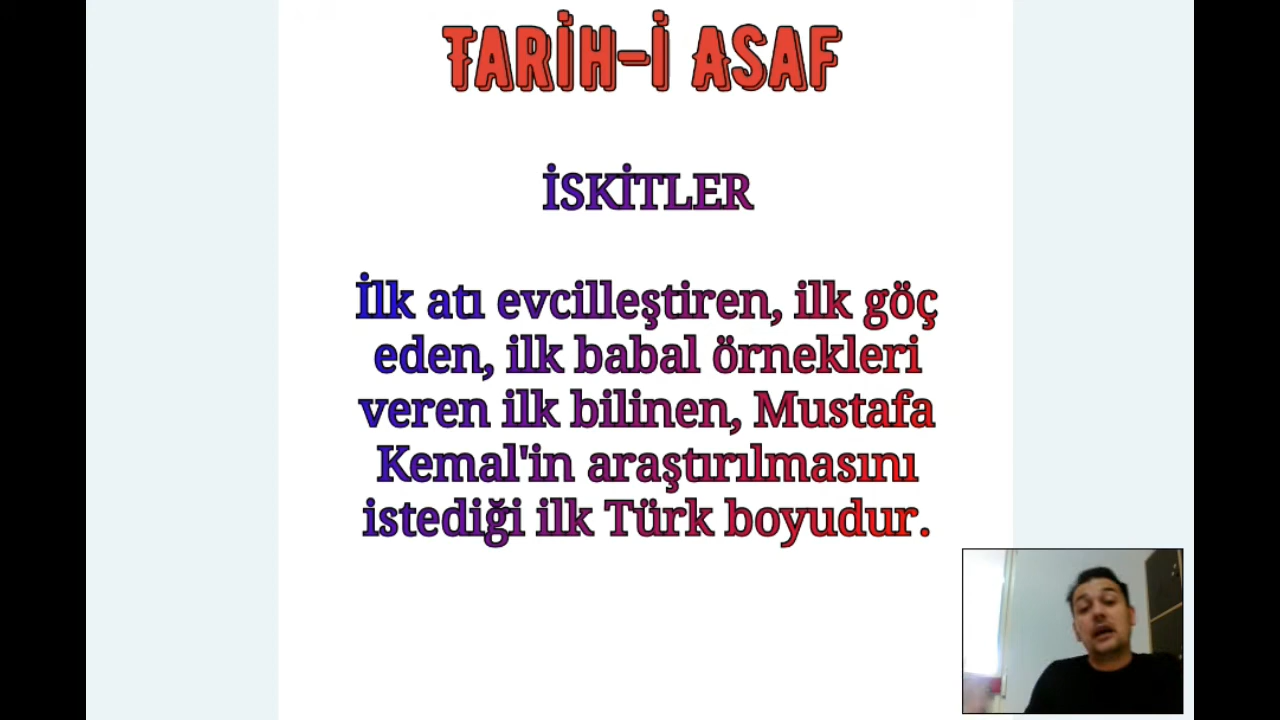 TARİH-İ ASAF
İSKİTLER
İlk atı evcilleştiren, ilk göç
eden, ilk babal örnekleri
veren ilk bilinen, Mustafa
Kemal'in araştırılmasını
istediği ilk Türk boyudur.